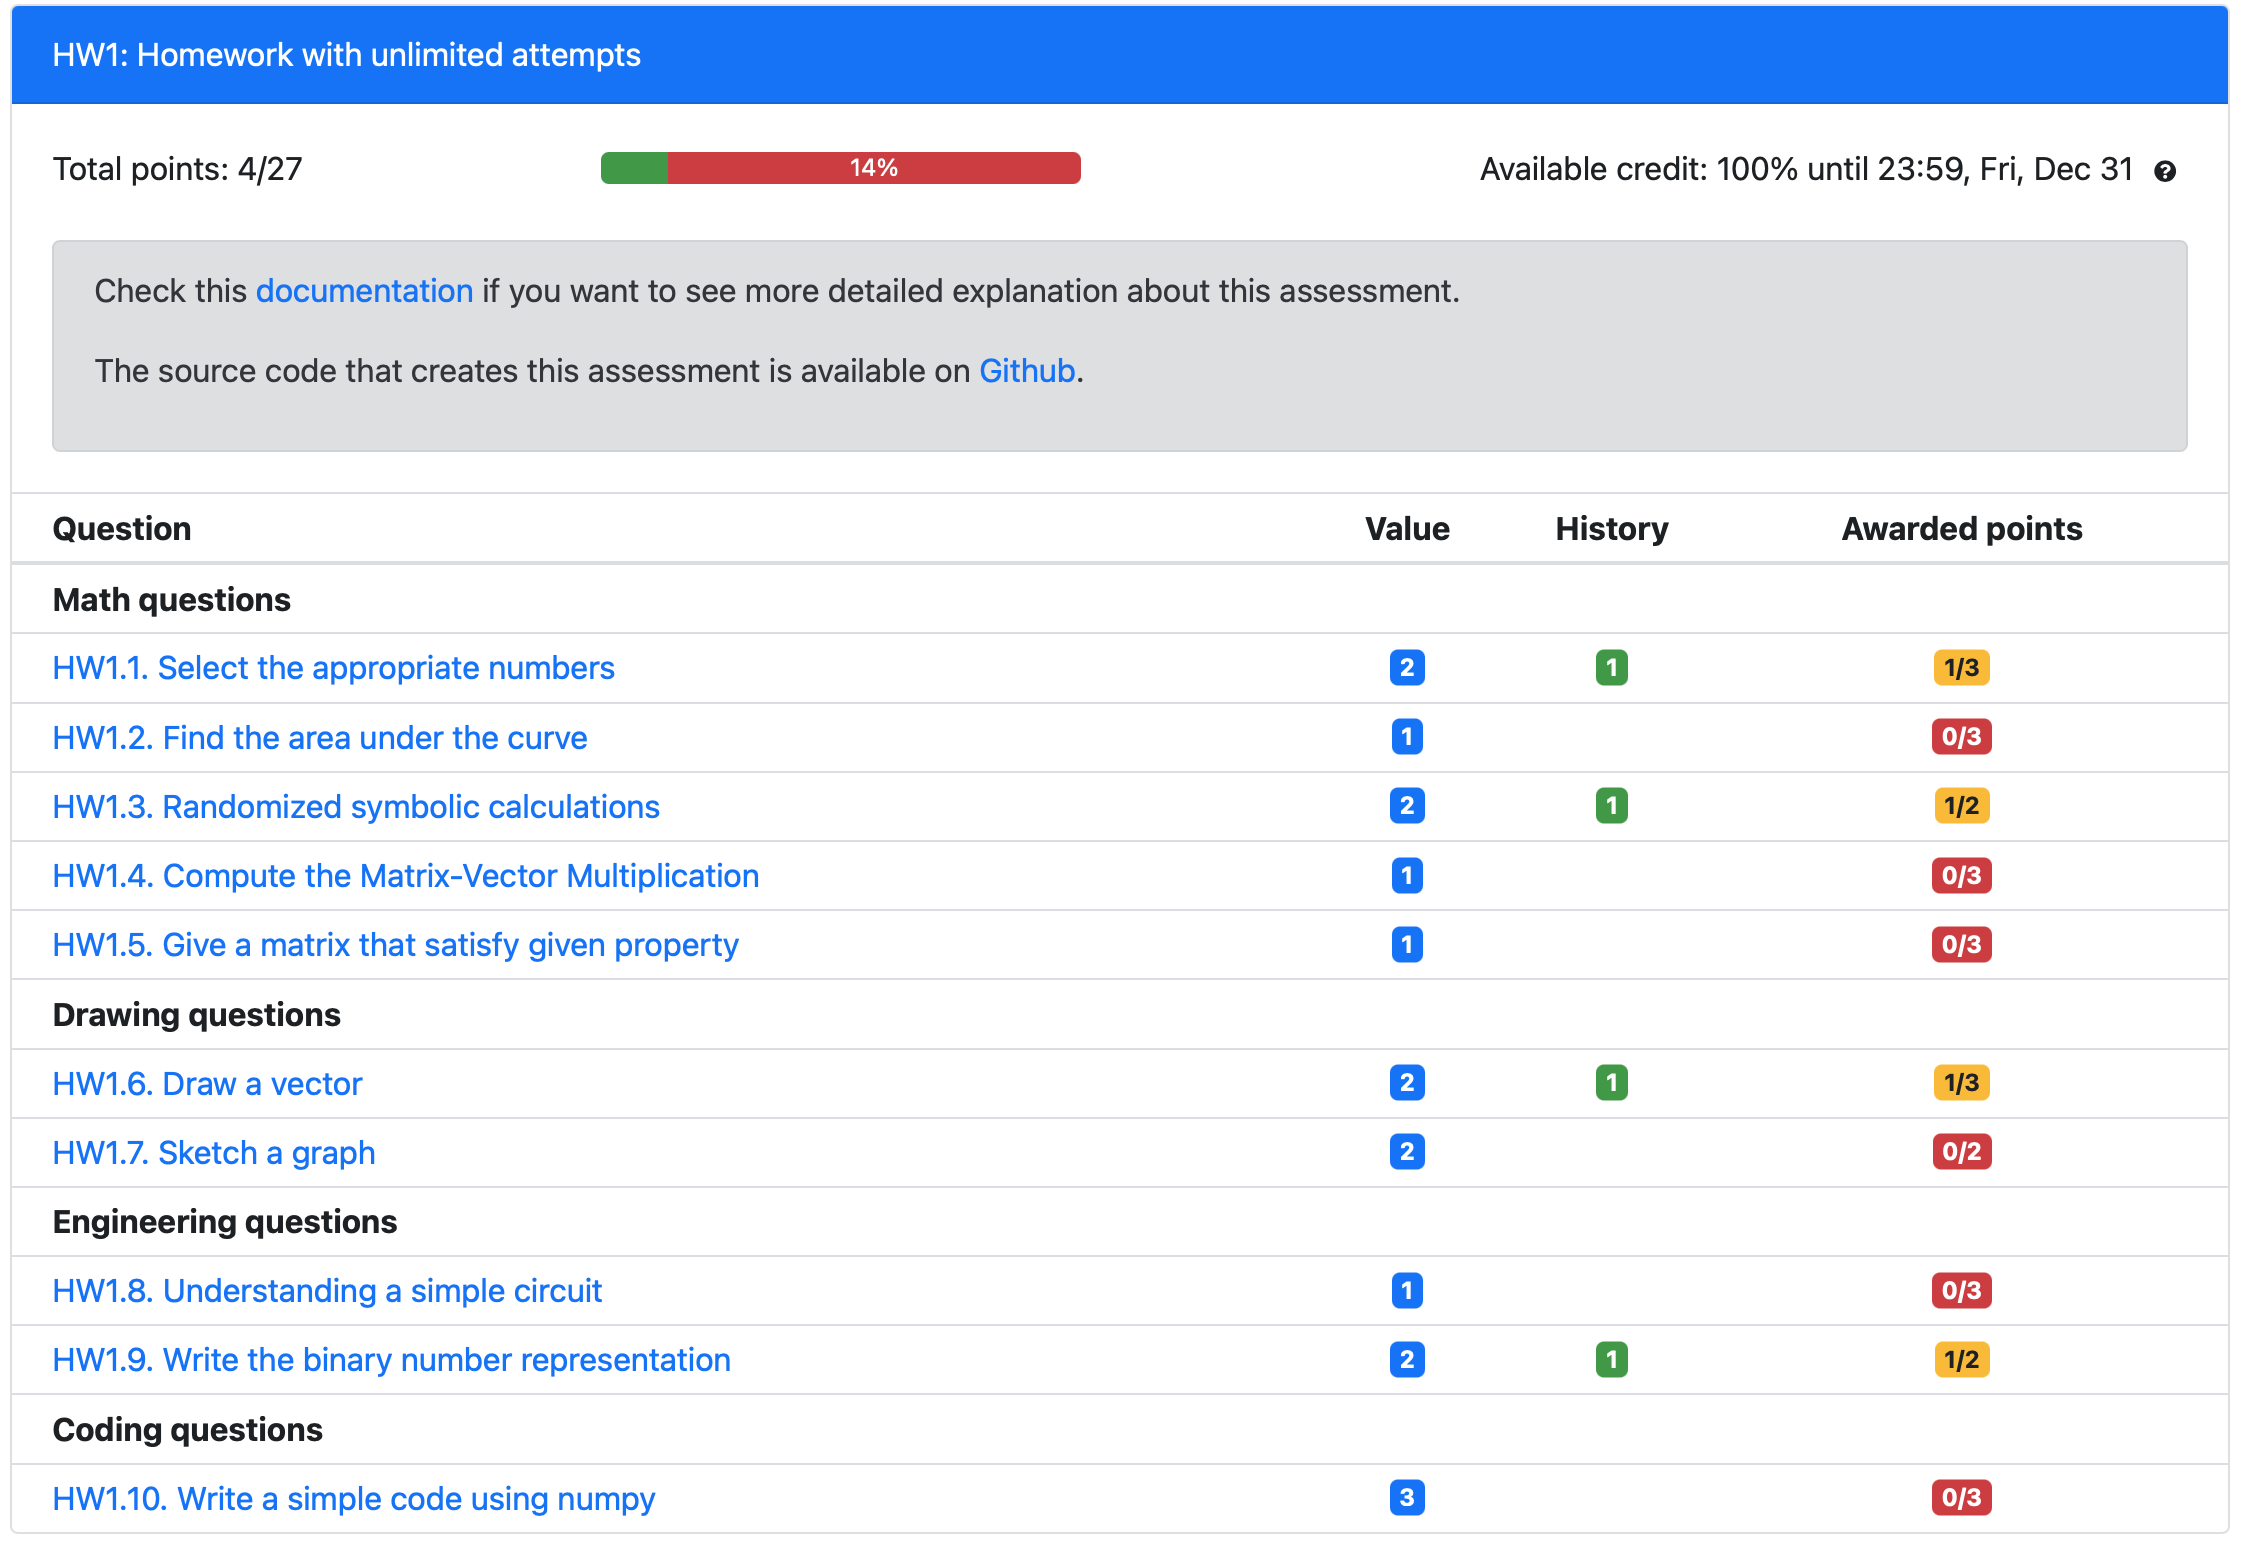 HW1: Homework with unlimited attempts
Total points: 4/27 14% Available credit: 100% until 23:59, Fri, Dec 31 ?
Check this documentation if you want to see more detailed explanation about this assessment.
The source code that creates this assessment is available on Github.
Question Value History Awarded points
Math questions
HW1.1. Select the appropriate numbers 2 1 1/3
HW1.2. Find the area under the curve 1 0/3
HW1.3. Randomized symbolic calculations 2 1 1/2
HW1.4. Compute the Matrix-Vector Multiplication 1 0/3
HW1.5. Give a matrix that satisfy given property 1 0/3
Drawing questions
HW1.6. Draw a vector 2 1 1/3
HW1.7. Sketch a graph 2 0/2
Engineering questions
HW1.8. Understanding a simple circuit 1 0/3
HW1.9. Write the binary number representation 2 1 1/2
Coding questions
HW1.10. Write a simple code using numpy 3 0/3